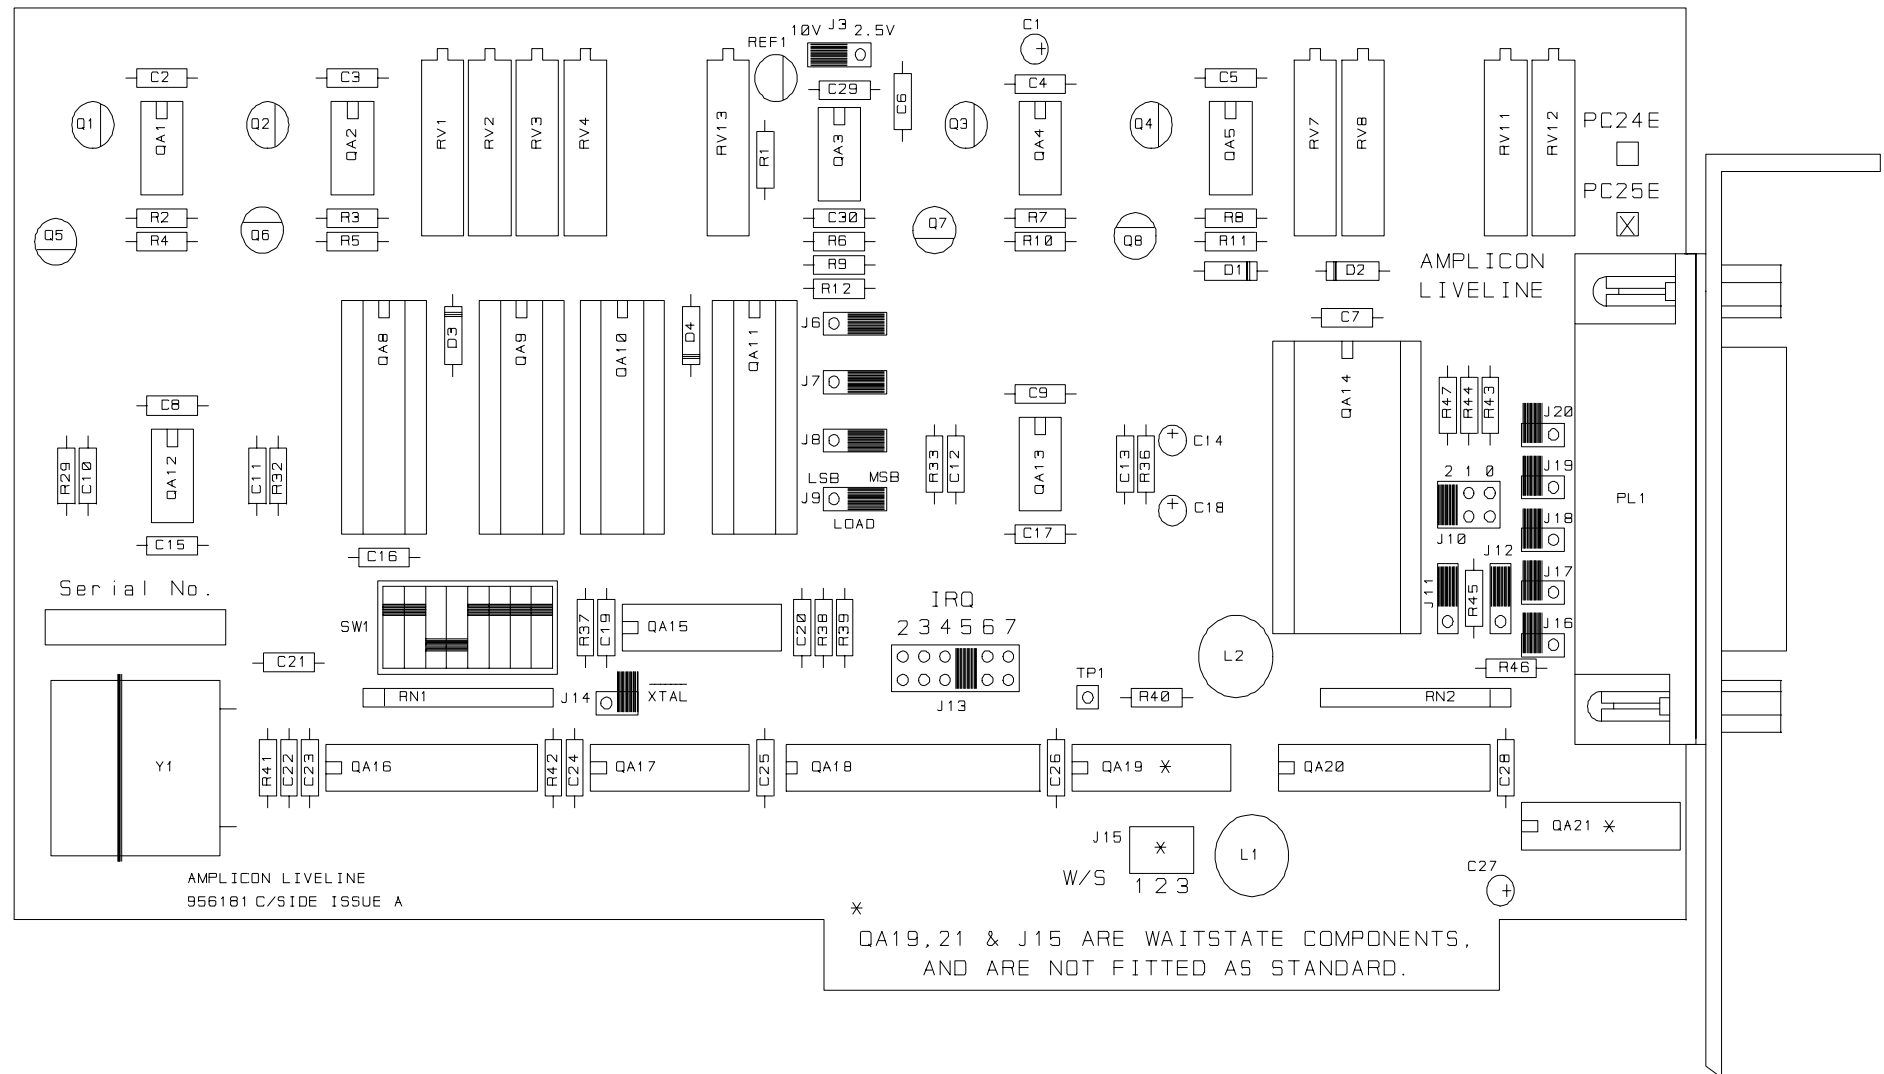 J3
10V 2.5V
C1
REF1
C2
C3
C29
C6
C4
C5
PC24E
Q1
QA1
Q2
QA2
RV1
RV2
RV3
RV4
RV13
R1
QA3
Q3
QA4
Q4
QA5
RV7
RV8
RV11
RV12
PC25E
R2
R3
C30
R7
R8
Q5
R4
Q6
R5
R6
Q7
R10
Q8
R11
R9
R12
D1
D2
AMPLICON
LIVELINE
QA8
D3
QA9
QA10
D4
QA11
J6
J7
J8
LSB MSB
J9
LOAD
C7
QA14
C8
QA12
R29
C10
C11
R32
C15
C16
R33
C12
C9
QA13
C17
C13
R36
C14
C18
R47
R44
R43
2 1 0
J10
J20
J19
J18
J17
J16
PL1
J12
J11
R45
R46
Serial No.
SW1
R37
C19
QA15
C20
R38
R39
IRQ
2 3 4 5 6 7
J13
L2
C21
RN1
J14
XTAL
TP1
R40
RN2
Y1
R41
C22
C23
QA16
R42
C24
QA17
C25
QA18
C26
QA19 *
QA20
C28
QA21 *
J15
*
W/S 1 2 3
L1
C27
AMPLICON LIVELINE
956181 C/SIDE ISSUE A
*
QA19,21 & J15 ARE WAITSTATE COMPONENTS,
AND ARE NOT FITTED AS STANDARD.